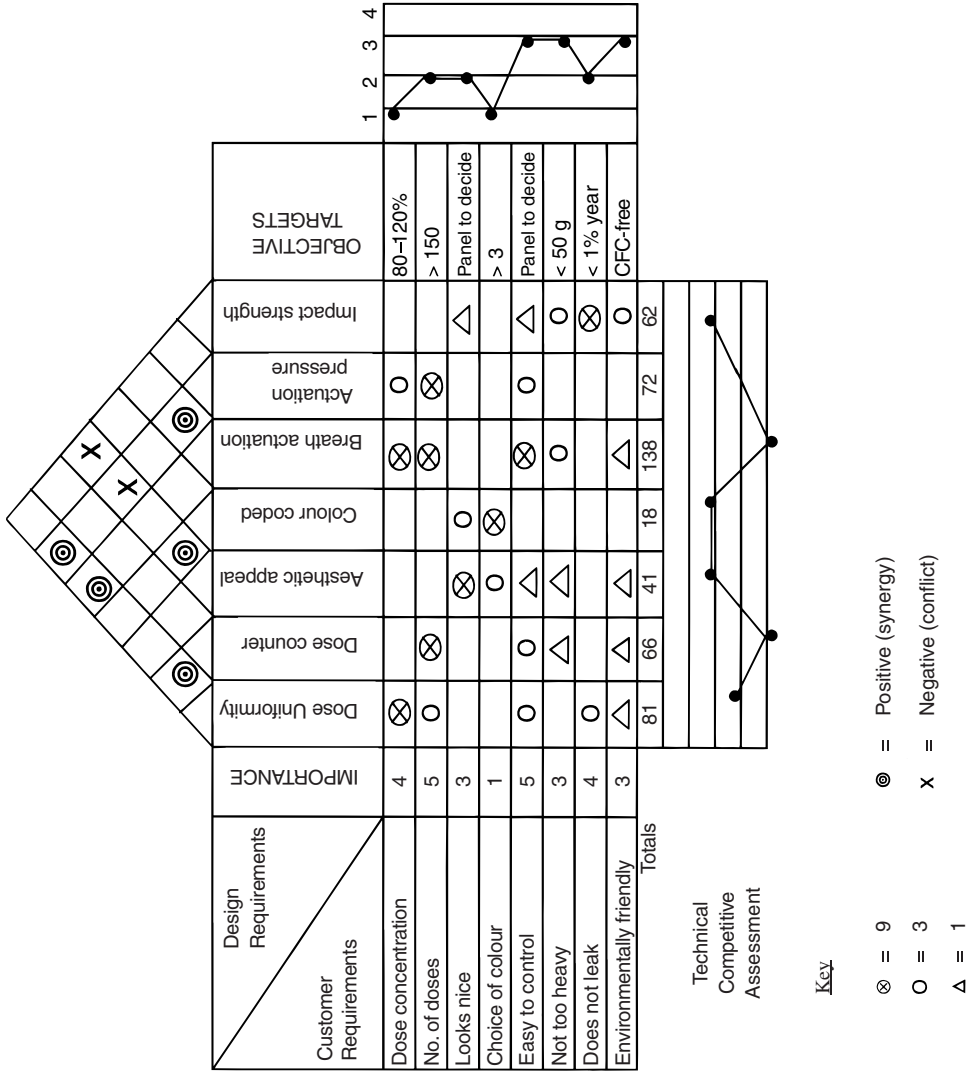 1 2 3 4
Design
Requirements
Customer
Requirements
IMPORTANCE
Dose Uniformity
Dose counter
Aesthetic appeal
Colour coded
Breath actuation
Actuation
pressure
Impact strength
OBJECTIVE
TARGETS
Dose concentration 4 80–120%
No. of doses 5 > 150
Looks nice 3 Panel to decide
Choice of colour 1 > 3
Easy to control 5 Panel to decide
Not too heavy 3 < 50 g
Does not leak 4 < 1% year
Environmentally friendly 3 CFC-free
Totals 81 66 41 18 138 72 62
Technical
Competitive
Assessment
Key
⊗ = 9
O = 3
△ = 1
= Positive (synergy)
X = Negative (conflict)